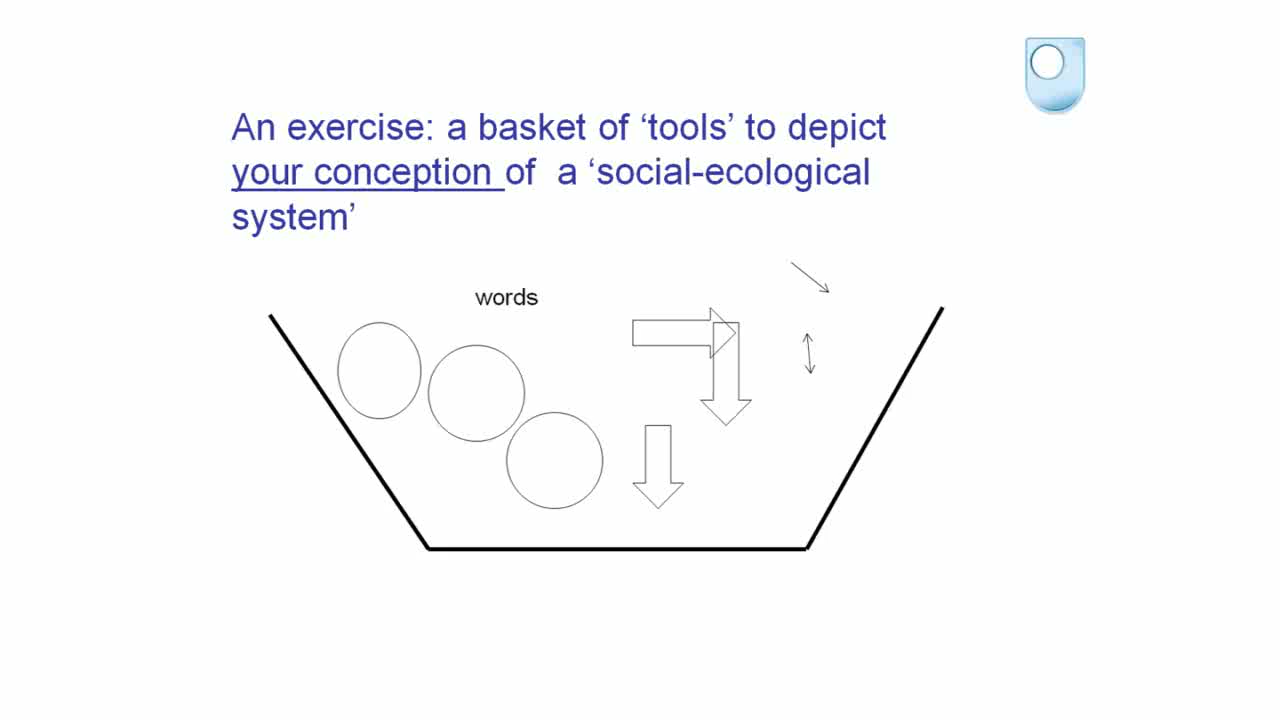 An exercise: a basket of ‘tools’ to depict
your conception of a ‘social-ecological
system’
words